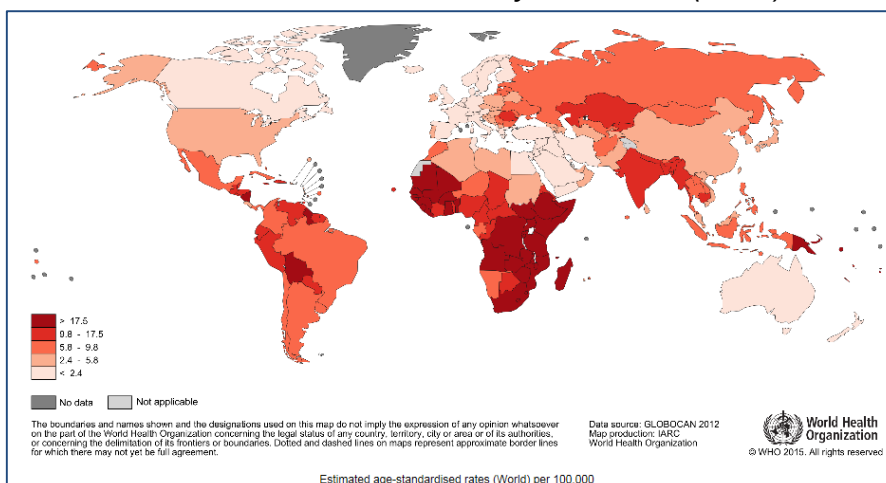 > 17.5
9.8 - 17.5
5.8 - 9.8
2.4 - 5.8
< 2.4
No data
Not applicable
The boundaries and names shown and the designations used on this map do not imply the expression of any opinion whatsoever
on the part of the World Health Organization concerning the legal status of any country, territory, city or area or of its authorities,
or concerning the delimitation of its frontiers or boundaries. Dotted and dashed lines on maps represent approximate border lines
for which there may not yet be full agreement.
Data source: GLOBOCAN 2012
Map production: IARC
World Health Organization
World Health
Organization
© WHO 2015. All rights reserved
Estimated age-standardised rates (World) per 100,000